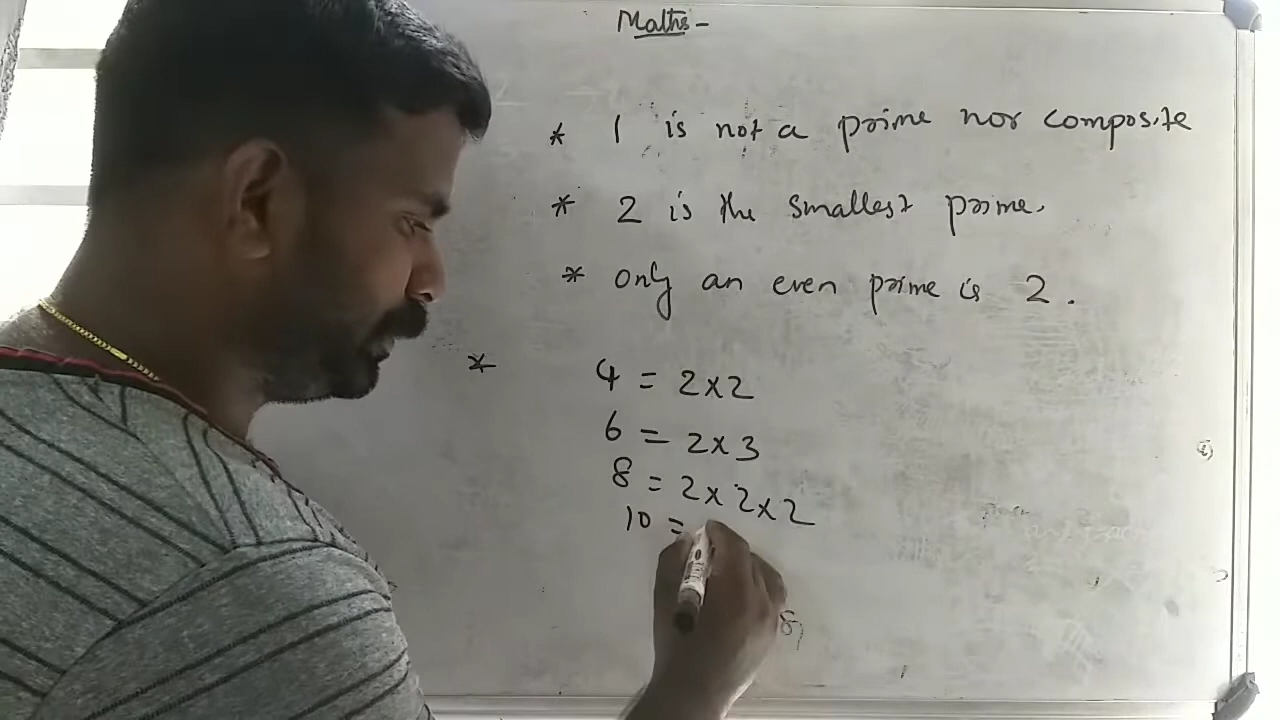 Maths -
* 1 is not a prime nor composite
* 2 is the smallest prime.
* only an even prime is 2.
* 4 = 2x2
6 = 2x3
8 = 2x2x2
10 =